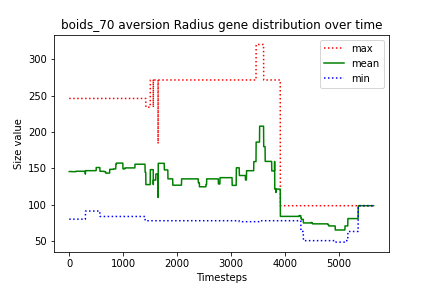 boids_70 aversion Radius gene distribution over time
max
mean
min
Size value
300
250
200
150
100
50
0
1000
2000
3000
4000
5000
Timesteps